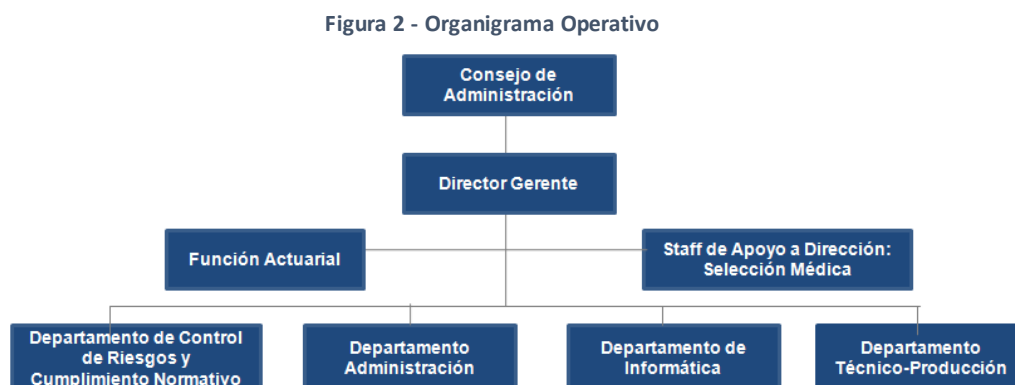 Figura 2 - Organigrama Operativo
Consejo de
Administración
Director Gerente
Función Actuarial
Staff de Apoyo a Dirección:
Selección Médica
Departamento de Control
de Riesgos y
Cumplimiento Normativo
Departamento
Administración
Departamento de
Informática
Departamento
Técnico-Producción